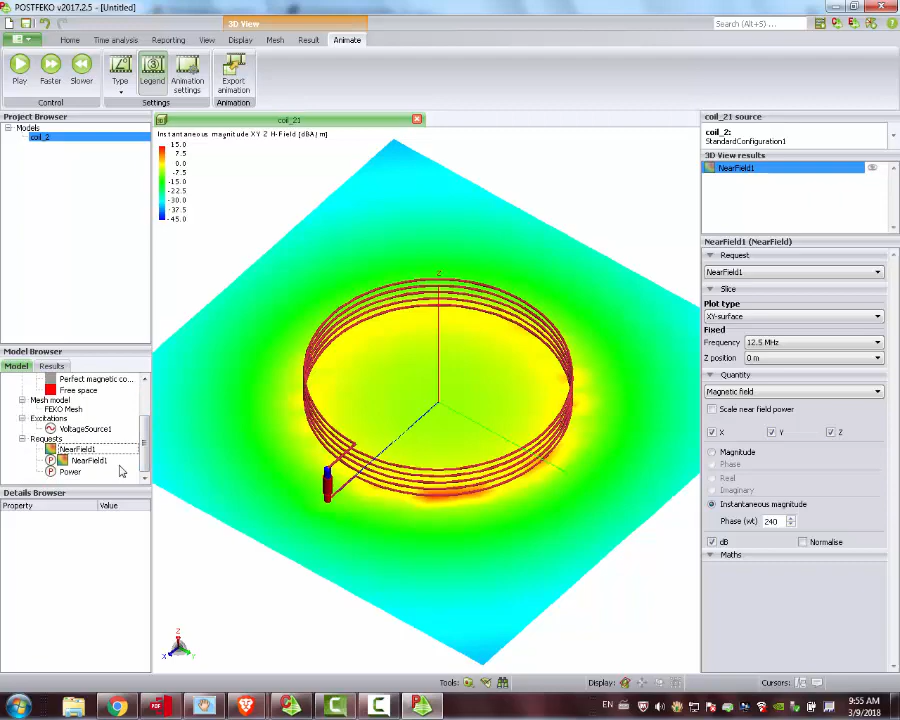 POSTFEKO v2017.2.5 - [Untitled]
3D View
Search (Alt+S) . . .
Home Time analysis Reporting View Display Mesh Result Animate
Play Faster Slower Type Legend Animation settings Export animation
Control Settings Animation
Project Browser
Models
coil_2
coil_21
Instantaneous magnitude XY Z H-Field [dBA/m]
15.0
7.5
0.0
-7.5
-15.0
-22.5
-30.0
-37.5
-45.0
Z
X
Y
Z
Model Browser
Model Results
Perfect magnetic co...
Free space
Mesh model
FEKO Mesh
Excitations
VoltageSource1
Requests
NearField1
P NearField1
P Power
Details Browser
Property Value
coil_21 source
coil_2:
StandardConfiguration1
3D View results
NearField1
NearField1 (NearField)
Request
NearField1
Slice
Plot type
XY-surface
Fixed
Frequency 12.5 MHz
Z position 0 m
Quantity
Magnetic field
Scale near field power
X Y Z
Magnitude
Phase
Real
Imaginary
Instantaneous magnitude
Phase (wt) 240
dB Normalise
Maths
Tools: Display: Cursors:
PDF
EN
9:55 AM
3/9/2018